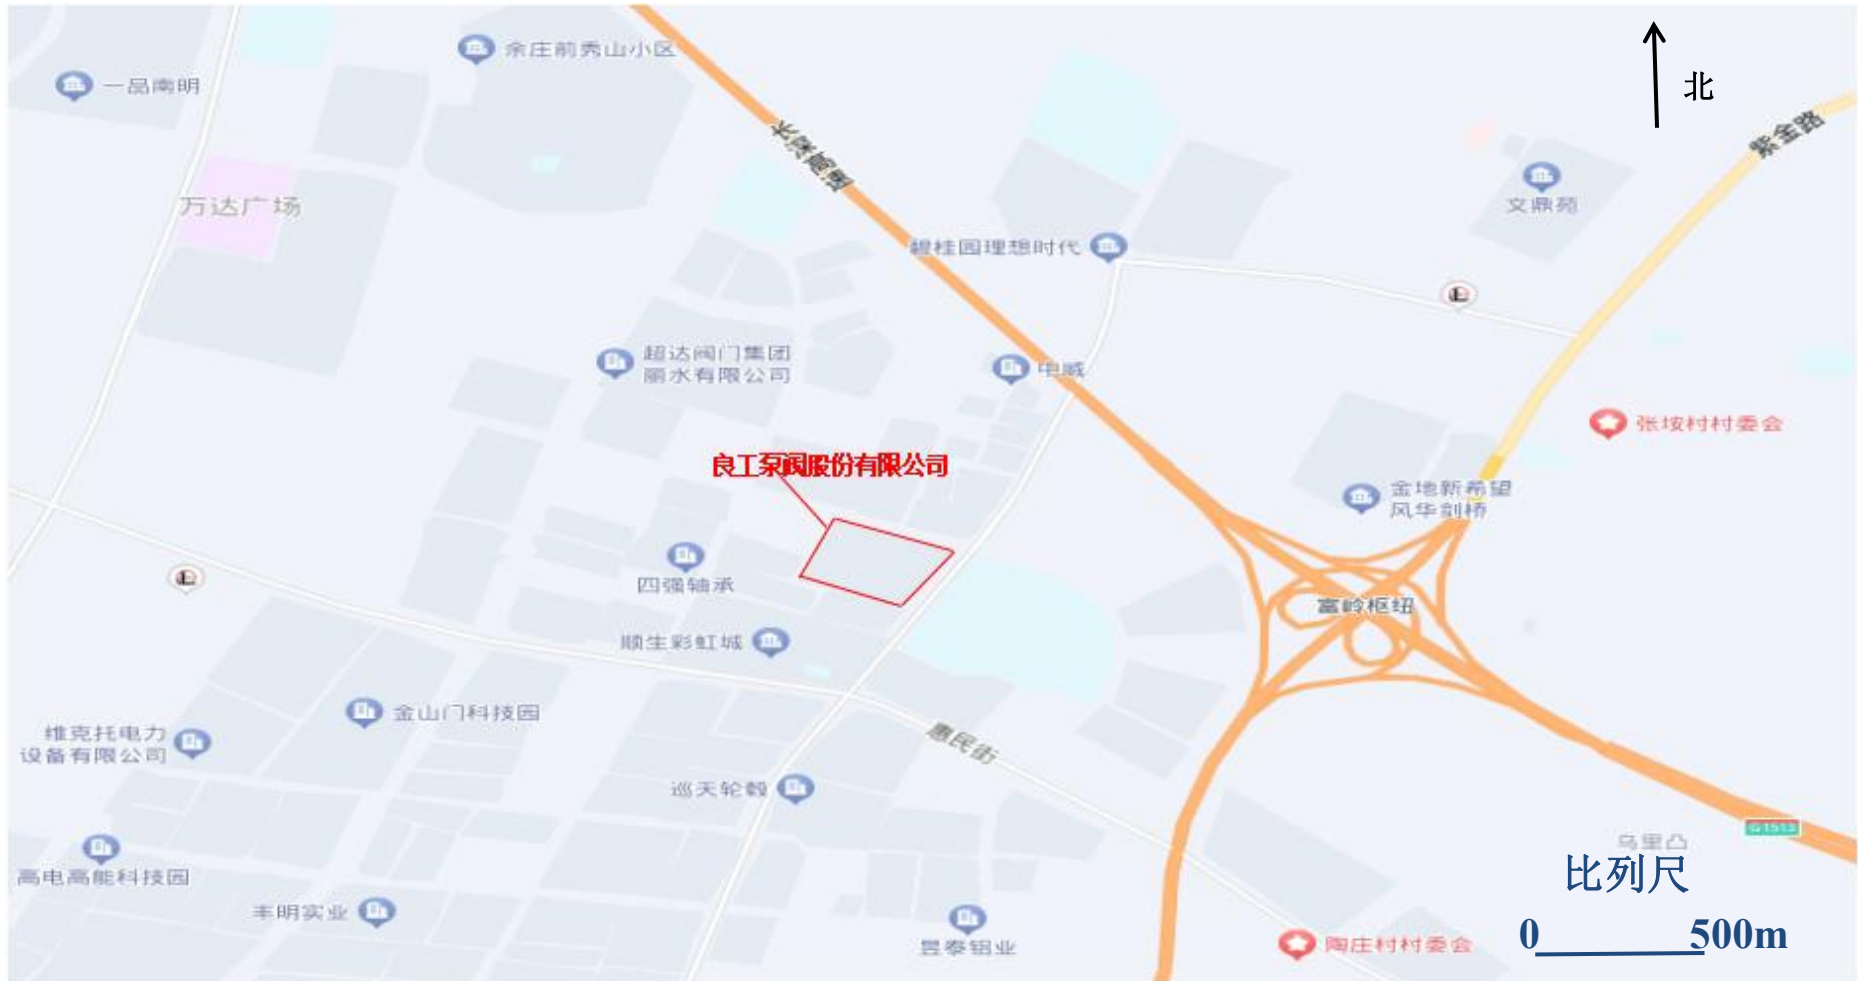 余庄前秀山小区
一品南明
北
紫金路
长深高速
文鼎苑
万达广场
碧桂园理想时代
超达阀门集团
丽水有限公司
中威
张垵村村委会
良工泵阀股份有限公司
金地新希望
风华剑桥
四强轴承
富岭枢纽
顺生彩虹城
金山门科技园
维克托电力
设备有限公司
惠民街
巡天轮毂
G1513
乌里凸
高电高能科技园
比列尺
丰明实业
昱泰铝业
陶庄村村委会
0 500m